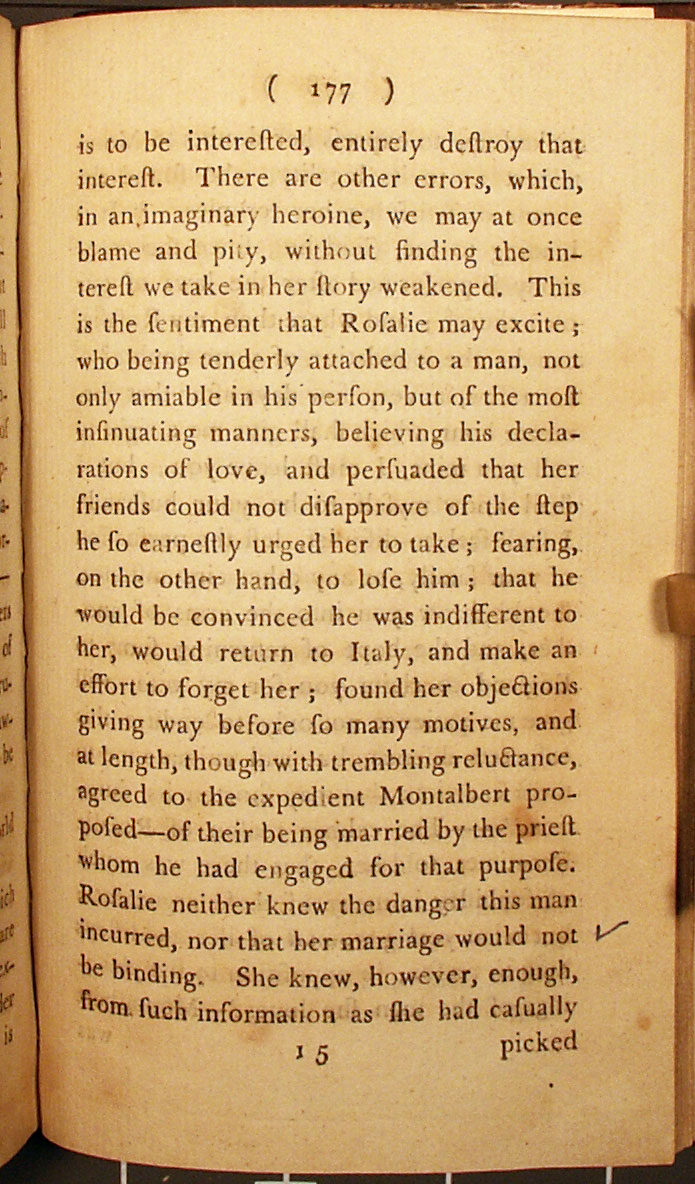 ( 177 )
is to be intereſted, entirely deſtroy that
intereſt. There are other errors, which,
in an imaginary heroine, we may at once
blame and pity, without finding the in-
tereſt we take in her ſtory weakened. This
is the ſentiment that Roſalie may excite ;
who being tenderly attached to a man, not
only amiable in his perſon, but of the moſt
inſinuating manners, believing his decla-
rations of love, and perſuaded that her
friends could not diſapprove of the ſtep
he ſo earneſtly urged her to take ; fearing,
on the other hand, to loſe him ; that he
would be convinced he was indifferent to
her, would return to Italy, and make an
effort to forget her ; found her objections
giving way before ſo many motives, and
at length, though with trembling reluctance,
agreed to the expedient Montalbert pro-
poſed—of their being married by the prieſt
whom he had engaged for that purpoſe.
Roſalie neither knew the danger this man
incurred, nor that her marriage would not
be binding. She knew, however, enough,
from ſuch information as ſhe had caſually
I 5 picked